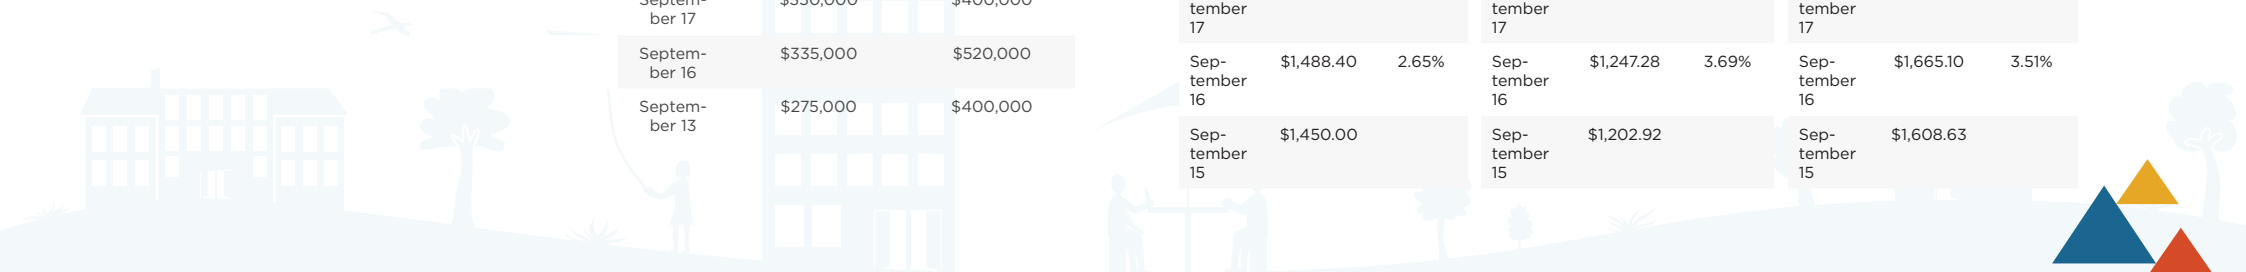 ber 17
tember
17
tember
17
tember
17
Septem-
ber 16
$335,000
$520,000
Septem-
ber 13
$275,000
$400,000
Sep-
tember
16
$1,488.40
2.65%
Sep-
tember
16
$1,247.28
3.69%
Sep-
tember
16
$1,665.10
3.51%
Sep-
tember
15
$1,450.00
Sep-
tember
15
$1,202.92
Sep-
tember
15
$1,608.63